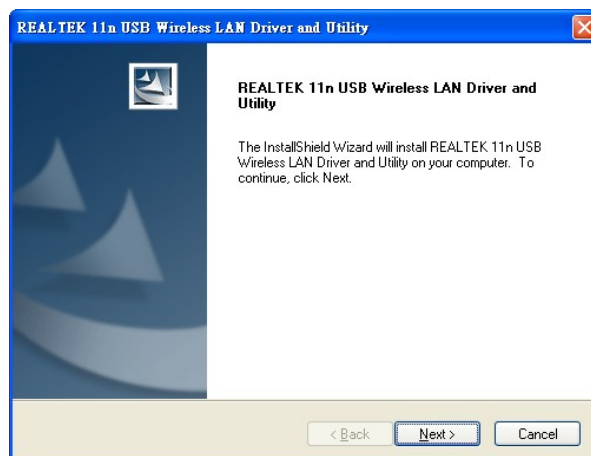 REALTEK 11n USB Wireless LAN Driver and Utility
REALTEK 11n USB Wireless LAN Driver and
Utility
The InstallShield Wizard will install REALTEK 11n USB
Wireless LAN Driver and Utility on your computer.  To
continue, click Next.
< Back
Next >
Cancel